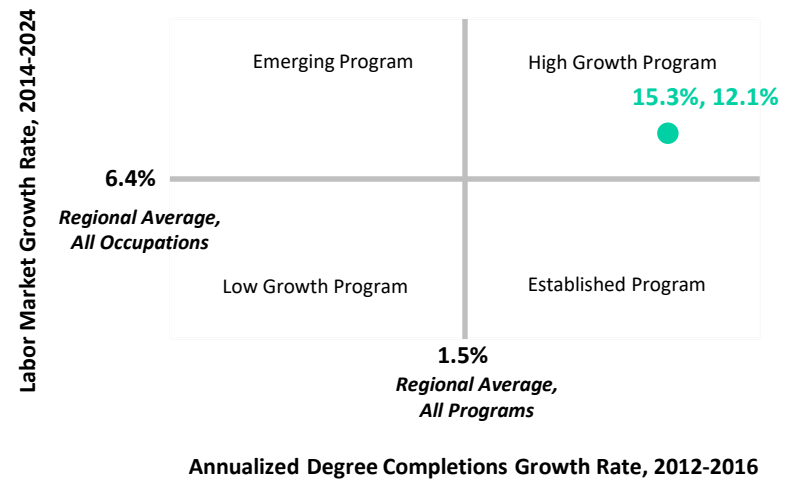 Labor Market Growth Rate, 2014-2024
Emerging Program
High Growth Program
15.3%, 12.1%
6.4%
Regional Average,
All Occupations
Low Growth Program
Established Program
1.5%
Regional Average,
All Programs
Annualized Degree Completions Growth Rate, 2012-2016